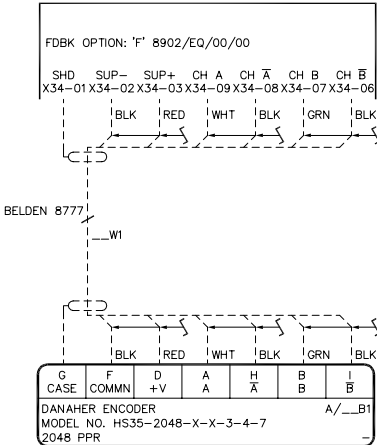 FDBK OPTION: 'F' 8902/EQ/00/00
SHD SUP- SUP+ CH A CH A̅ CH B CH B̅
X34-01 X34-02 X34-03 X34-09 X34-08 X34-07 X34-06
BLK RED WHT BLK GRN BLK
BELDEN 8777
__W1
BLK RED WHT BLK GRN BLK
G F D A H B I
CASE COMMN +V A A̅ B B̅
DANAHER ENCODER A/__B1
MODEL NO. HS35-2048-X-X-3-4-7
2048 PPR